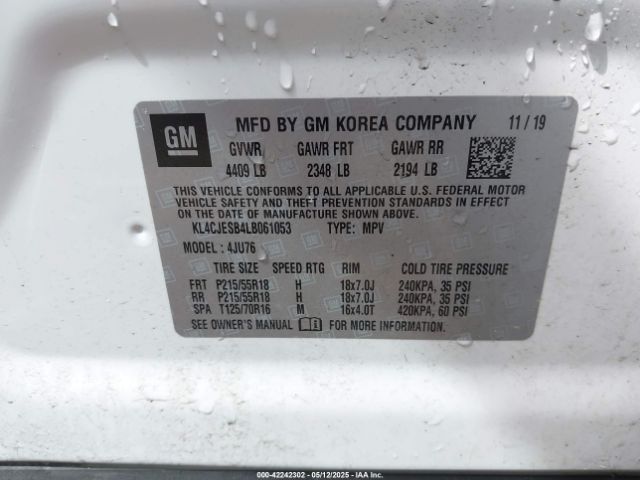 GM
MFD BY GM KOREA COMPANY 11 / 19
GVWR GAWR FRT GAWR RR
4409 LB 2348 LB 2194 LB
THIS VEHICLE CONFORMS TO ALL APPLICABLE U.S. FEDERAL MOTOR
VEHICLE SAFETY AND THEFT PREVENTION STANDARDS IN EFFECT
ON THE DATE OF MANUFACTURE SHOWN ABOVE.
KL4CJESB4LB061053 TYPE: MPV
MODEL : 4JU76
TIRE SIZE SPEED RTG RIM COLD TIRE PRESSURE
FRT P215/55R18 H 18x7.0J 240KPA, 35 PSI
RR P215/55R18 H 18x7.0J 240KPA, 35 PSI
SPA T125/70R16 M 16x4.0T 420KPA, 60 PSI
SEE OWNER'S MANUAL FOR MORE INFORMATION.
000-42242302 - 05/12/2025 - IAA Inc.